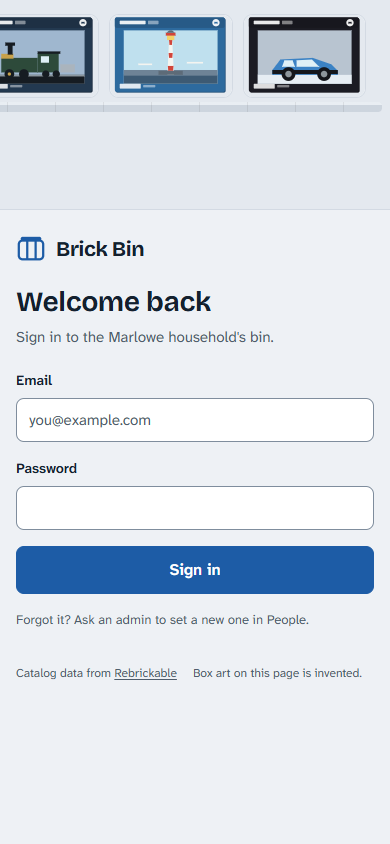 Brick Bin
Welcome back
Sign in to the Marlowe household's bin.
Email
you@example.com
Password
Sign in
Forgot it? Ask an admin to set a new one in People.
Catalog data from Rebrickable Box art on this page is invented.